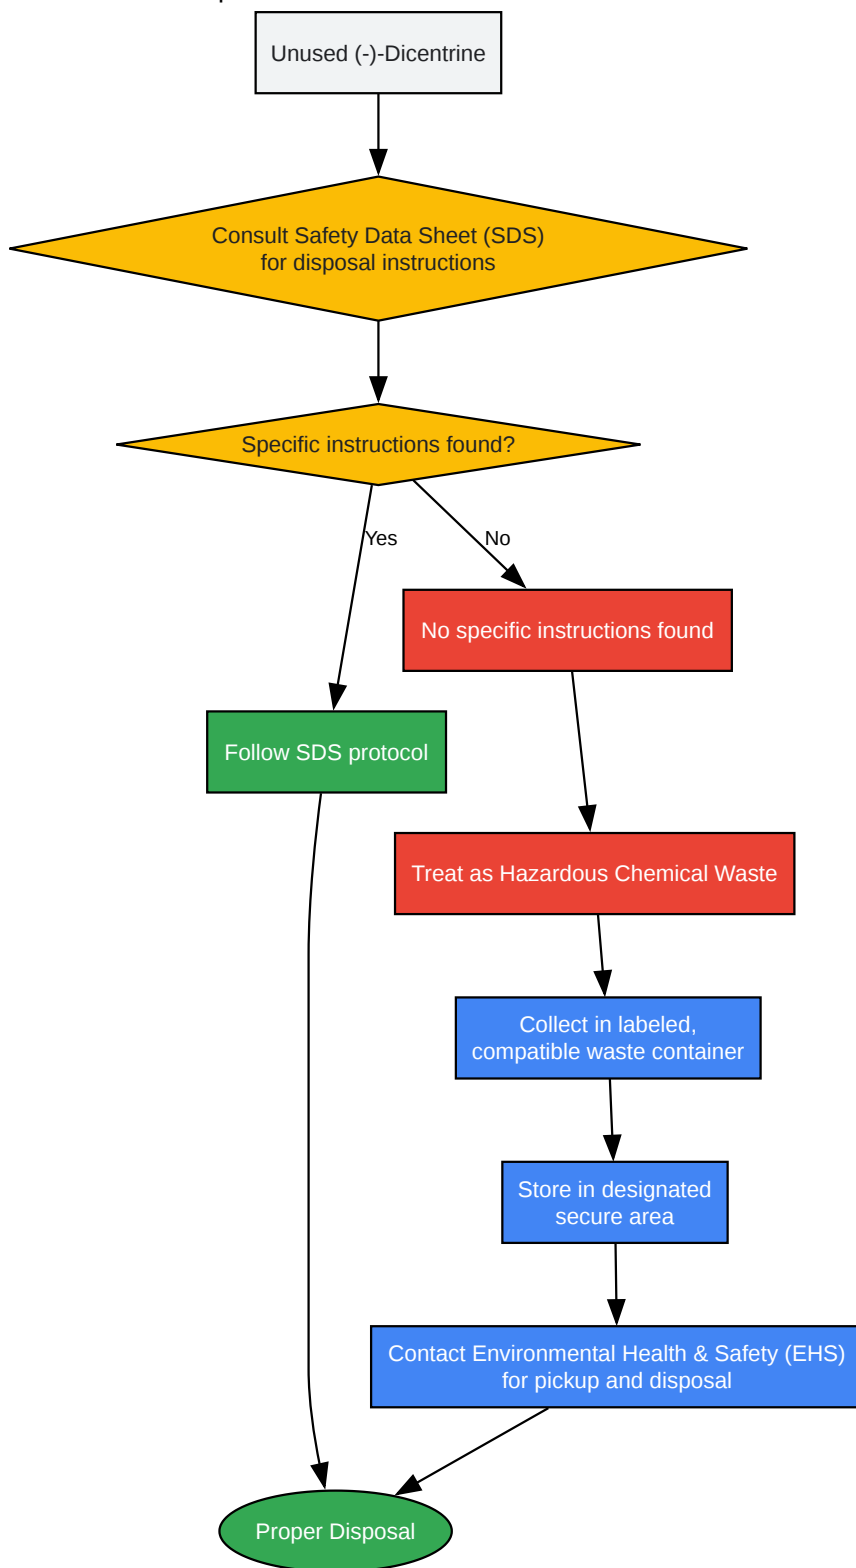 Unused (-)-Dicentrine
Consult Safety Data Sheet (SDS)
for disposal instructions
Specific instructions found?
Yes
No
No specific instructions found
Follow SDS protocol
Treat as Hazardous Chemical Waste
Collect in labeled,
compatible waste container
Store in designated
secure area
Contact Environmental Health & Safety (EHS)
for pickup and disposal
Proper Disposal